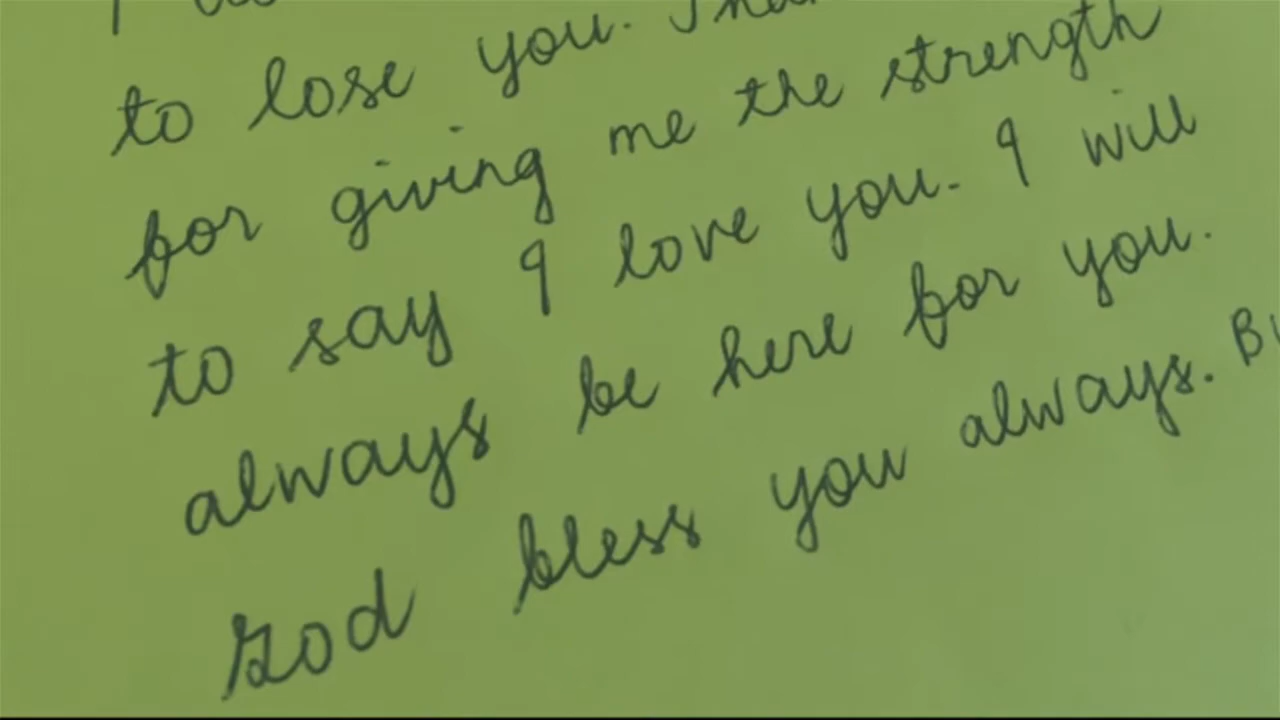 to lose you.
for giving me the strength
to say I love you. I will
always be here for you.
God bless you always.